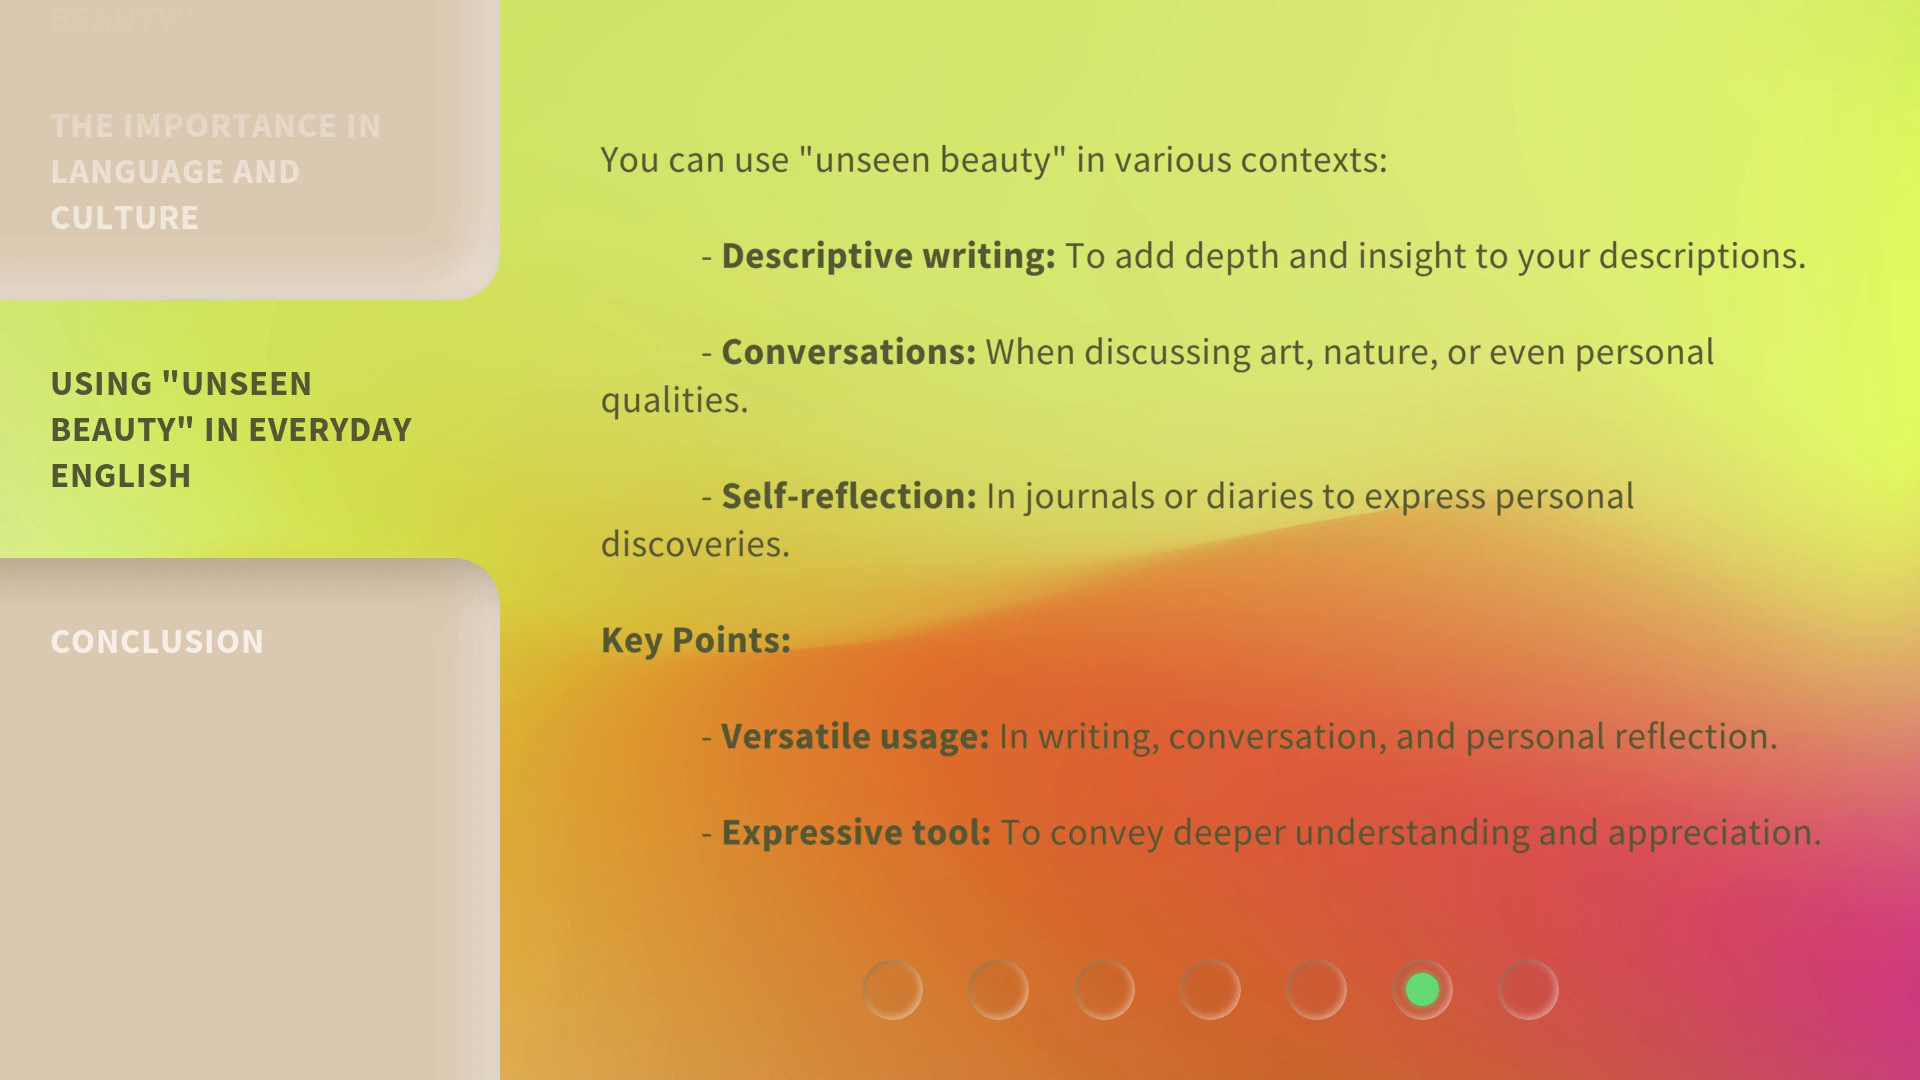 BEAUTY"
THE IMPORTANCE IN
LANGUAGE AND
CULTURE
USING "UNSEEN
BEAUTY" IN EVERYDAY
ENGLISH
CONCLUSION
You can use "unseen beauty" in various contexts:
- Descriptive writing: To add depth and insight to your descriptions.
- Conversations: When discussing art, nature, or even personal
qualities.
- Self-reflection: In journals or diaries to express personal
discoveries.
Key Points:
- Versatile usage: In writing, conversation, and personal reflection.
- Expressive tool: To convey deeper understanding and appreciation.